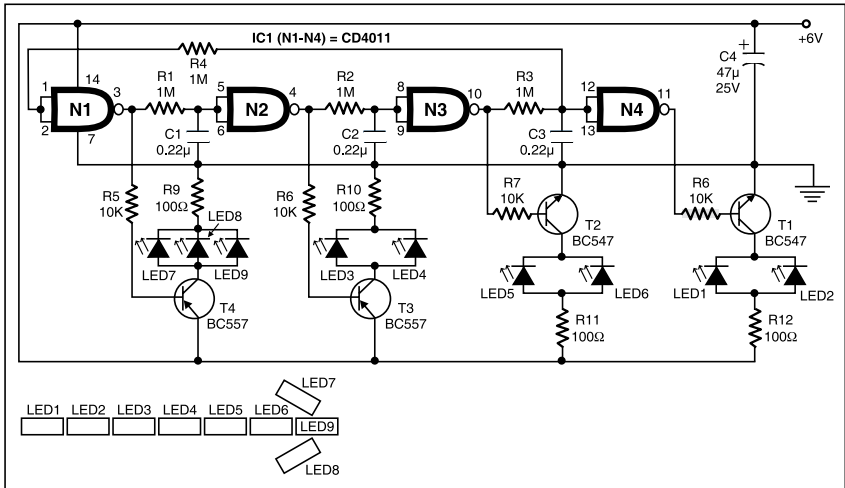 IC1 (N1-N4) = CD4011
+6V
R4
1M
C4
47µ
25V
+
1
2
14
3
7
N1
R1
1M
5
6
4
N2
R2
1M
8
9
10
N3
R3
1M
12
13
11
N4
C1
0.22µ
C2
0.22µ
C3
0.22µ
R5
10K
R9
100Ω
LED8
R6
10K
R10
100Ω
R7
10K
T2
BC547
R6
10K
T1
BC547
LED7
LED9
LED3
LED4
LED5
LED6
LED1
LED2
T4
BC557
T3
BC557
R11
100Ω
R12
100Ω
LED7
LED1 LED2 LED3 LED4 LED5 LED6
LED9
LED8